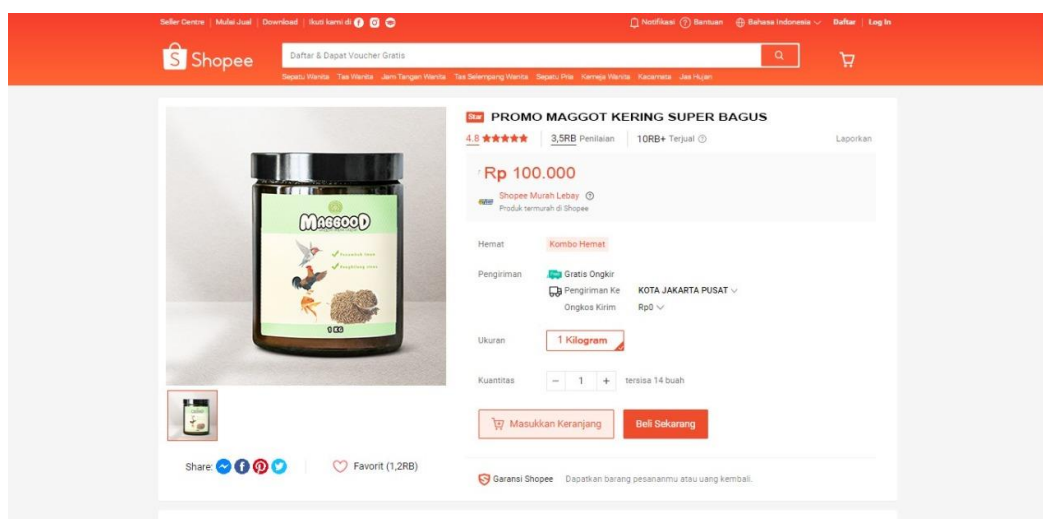 Seller Centre | Mulai Jual | Download | Ikuti kami di
Notifikasi Bantuan Bahasa Indonesia Daftar | Log In
Shopee
Daftar & Dapat Voucher Gratis
Sepatu Wanita Tas Wanita Jam Tangan Wanita Tas Selempang Wanita Sepatu Pria Kemeja Wanita Kacamata Jas Hujan
Star PROMO MAGGOT KERING SUPER BAGUS
4.8 3,5RB Penilaian 10RB+ Terjual Laporkan
Rp 100.000
Shopee Murah Lebay
Produk termurah di Shopee
MAGGOOD
1 KG
Hemat Kombo Hemat
Pengiriman Gratis Ongkir
Pengiriman Ke KOTA JAKARTA PUSAT
Ongkos Kirim Rp0
Ukuran 1 Kilogram
Kuantitas - 1 + tersisa 14 buah
Masukkan Keranjang Beli Sekarang
Share: Favorit (1,2RB)
Garansi Shopee Dapatkan barang pesananmu atau uang kembali.